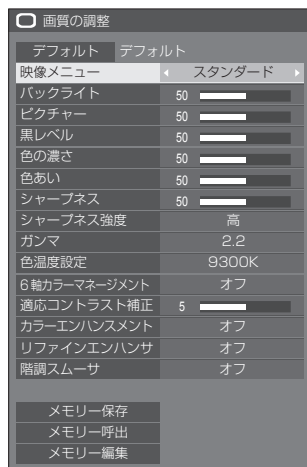 画質の調整
デフォルト デフォルト
映像メニュー スタンダード
バックライト 50
ピクチャー 50
黒レベル 50
色の濃さ 50
色あい 50
シャープネス 50
シャープネス強度 高
ガンマ 2.2
色温度設定 9300K
6軸カラーマネージメント オフ
適応コントラスト補正 5
カラーエンハンスメント オフ
リファインエンハンサ オフ
階調スムーサ オフ
メモリー保存
メモリー呼出
メモリー編集